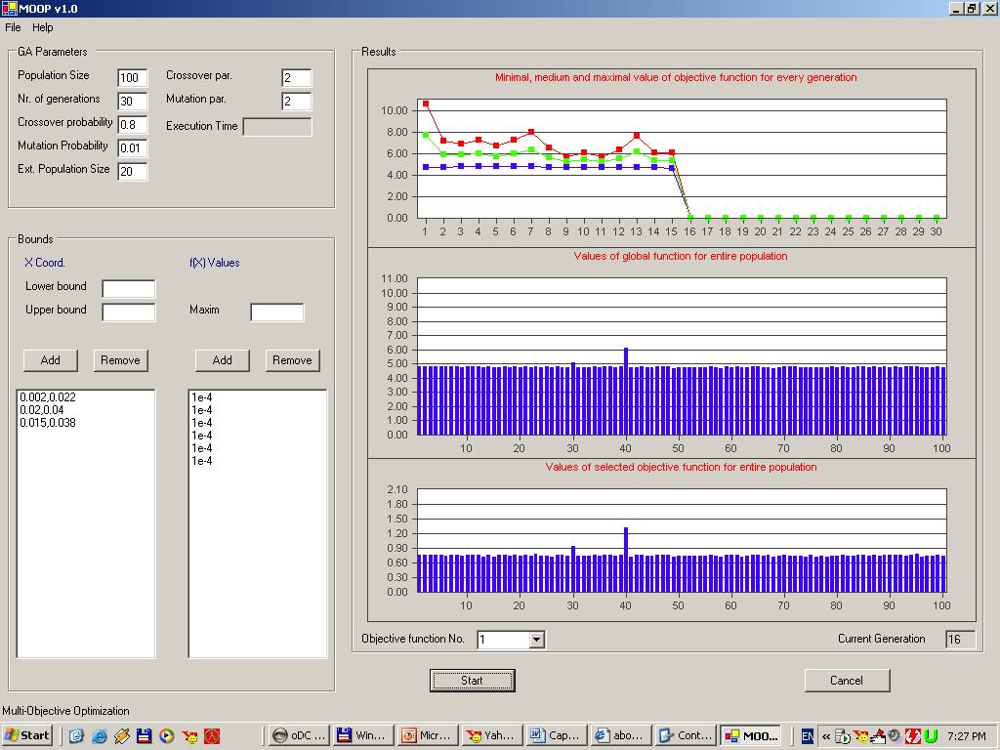 MOOP v1.0
File Help
GA Parameters
Population Size 100 Crossover par. 2
Nr. of generations 30 Mutation par. 2
Crossover probability 0.8 Execution Time
Mutation Probability 0.01
Ext. Population Size 20
Bounds
X Coord. f(X) Values
Lower bound
Upper bound Maxim
Add Remove Add Remove
0.002,0.022 1e-4
0.02,0.04 1e-4
0.015,0.038 1e-4
1e-4
1e-4
1e-4
Results
Minimal, medium and maximal value of objective function for every generation
10.00
8.00
6.00
4.00
2.00
0.00
1 2 3 4 5 6 7 8 9 10 11 12 13 14 15 16 17 18 19 20 21 22 23 24 25 26 27 28 29 30
Values of global function for entire population
11.00
10.00
9.00
8.00
7.00
6.00
5.00
4.00
3.00
2.00
1.00
0.00
10 20 30 40 50 60 70 80 90 100
Values of selected objective function for entire population
2.10
1.80
1.50
1.20
0.90
0.60
0.30
0.00
10 20 30 40 50 60 70 80 90 100
Objective function No. 1 Current Generation 16
Start Cancel
Multi-Objective Optimization
Start oDC ... Win... Micr... Yah... Cap... abo... Cont... MOO... EN « 7:27 PM